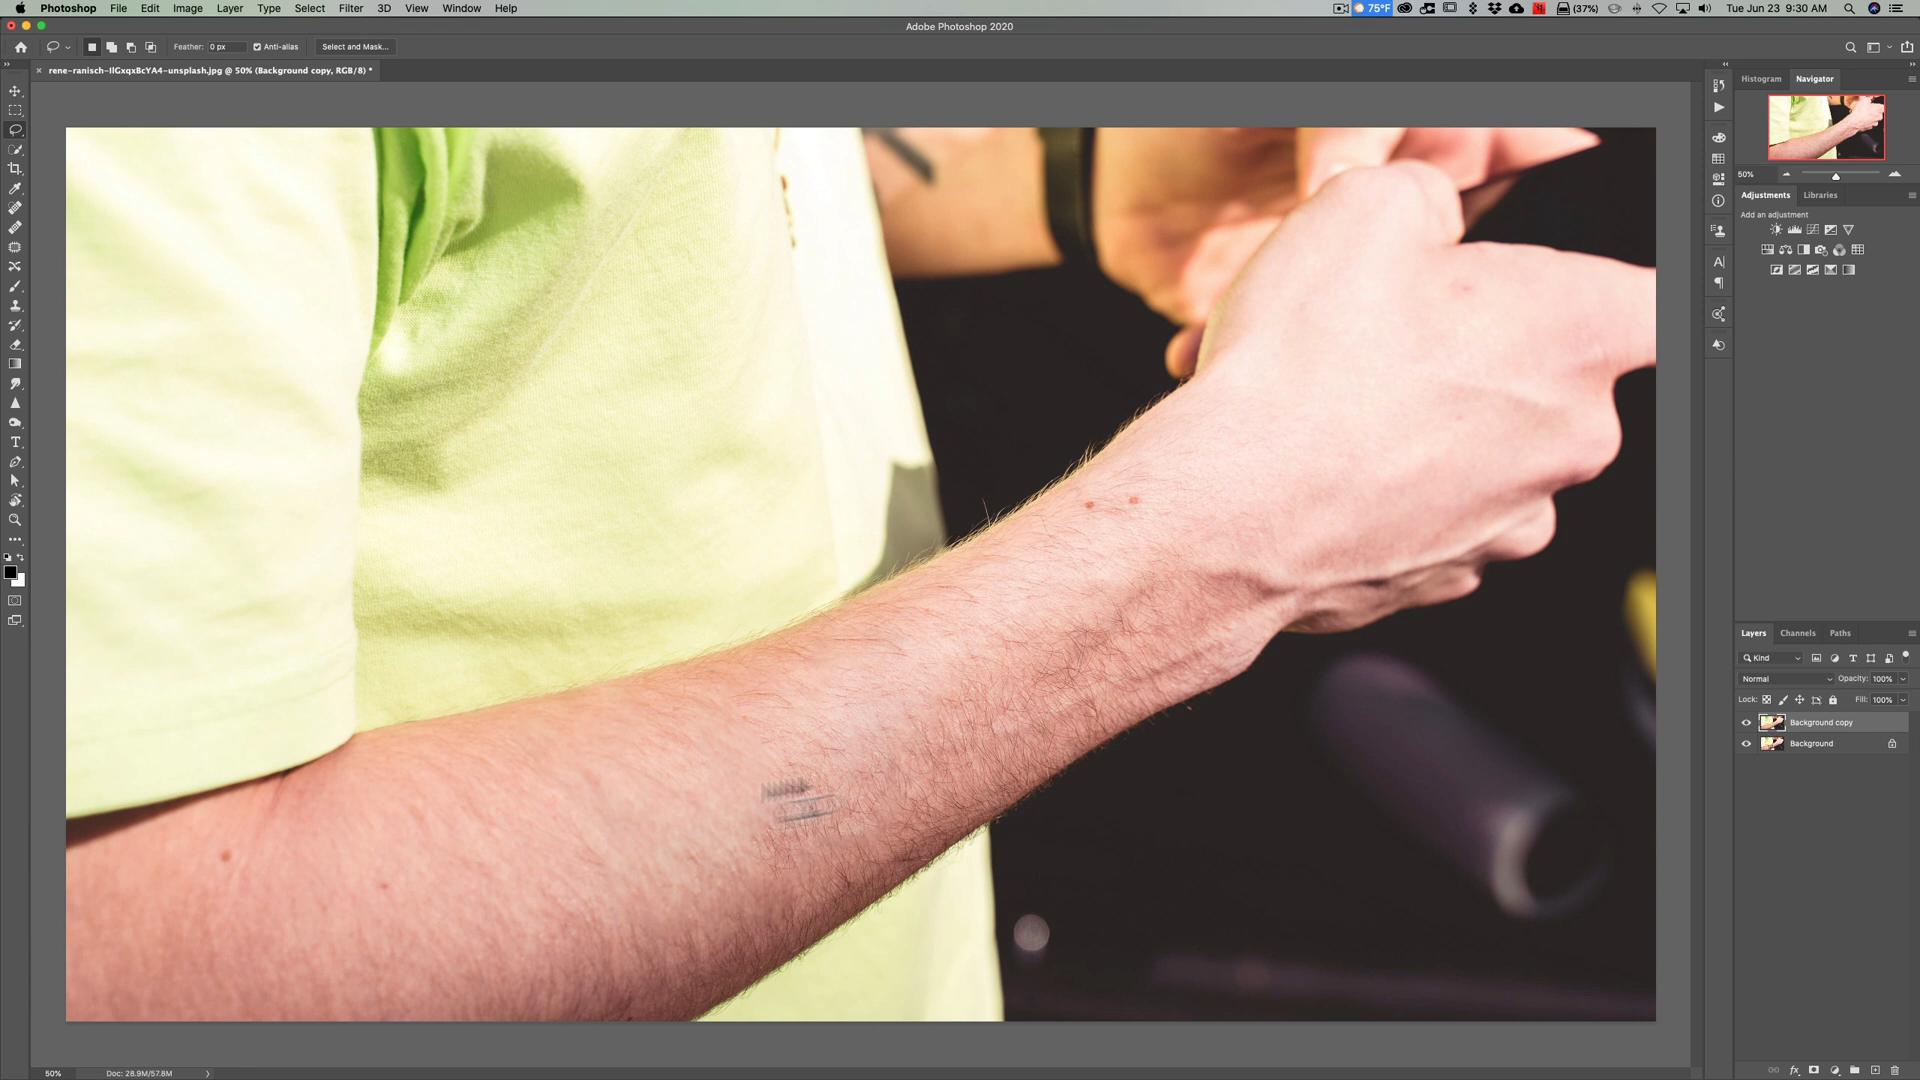 Photoshop File Edit Image Layer Type Select Filter 3D View Window Help
75°F (37%) Tue Jun 23 9:30 AM
Adobe Photoshop 2020
Feather: 0 px Anti-alias Select and Mask...
rene-ranisch-IlGxqxBcYA4-unsplash.jpg @ 50% (Background copy, RGB/8) *
Histogram Navigator
50%
Adjustments Libraries
Add an adjustment
Layers Channels Paths
Kind
Normal Opacity: 100%
Lock: Fill: 100%
Background copy
Background
50% Doc: 28.9M/57.8M